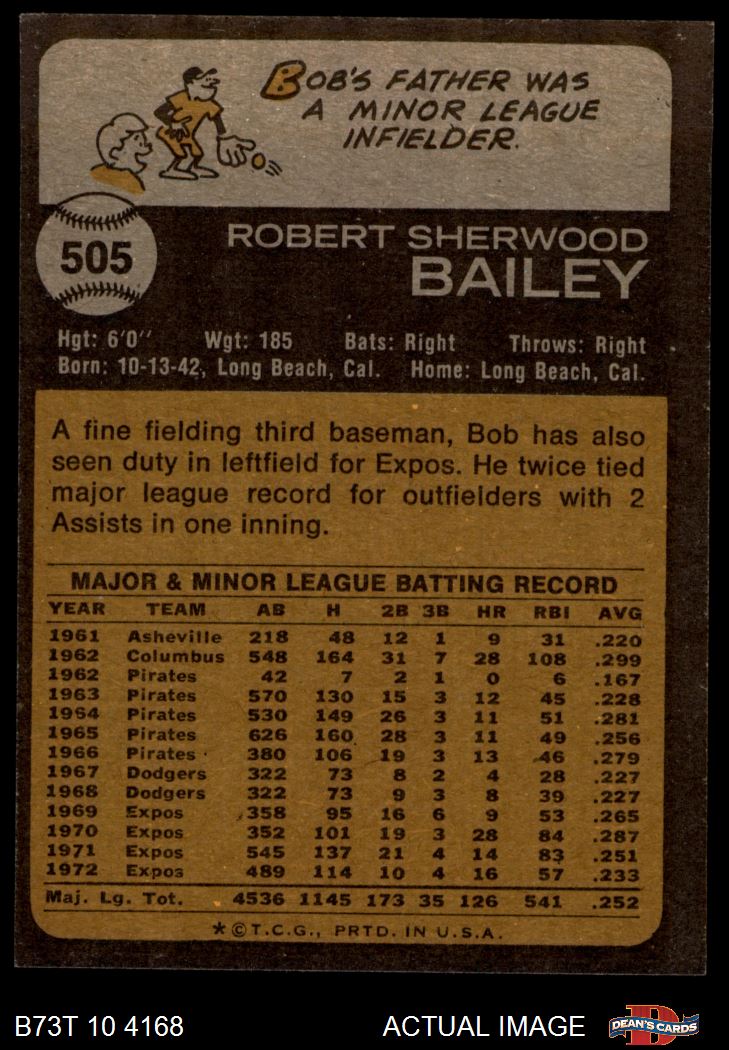 BOB'S FATHER WAS
A MINOR LEAGUE
INFIELDER.
505
ROBERT SHERWOOD
BAILEY
Hgt: 6'0" Wgt: 185 Bats: Right Throws: Right
Born: 10-13-42, Long Beach, Cal. Home: Long Beach, Cal.
A fine fielding third baseman, Bob has also
seen duty in leftfield for Expos. He twice tied
major league record for outfielders with 2
Assists in one inning.
MAJOR & MINOR LEAGUE BATTING RECORD
YEAR TEAM AB H 2B 3B HR RBI AVG
1961 Asheville 218 48 12 1 9 31 .220
1962 Columbus 548 164 31 7 28 108 .299
1962 Pirates 42 7 2 1 0 6 .167
1963 Pirates 570 130 15 3 12 45 .228
1964 Pirates 530 149 26 3 11 51 .281
1965 Pirates 626 160 28 3 11 49 .256
1966 Pirates 380 106 19 3 13 46 .279
1967 Dodgers 322 73 8 2 4 28 .227
1968 Dodgers 322 73 9 3 8 39 .227
1969 Expos 358 95 16 6 9 53 .265
1970 Expos 352 101 19 3 28 84 .287
1971 Expos 545 137 21 4 14 83 .251
1972 Expos 489 114 10 4 16 57 .233
Maj. Lg. Tot. 4536 1145 173 35 126 541 .252
*©T.C.G., PRTD. IN U.S.A.
B73T 10 4168 ACTUAL IMAGE DEAN'S CARDS